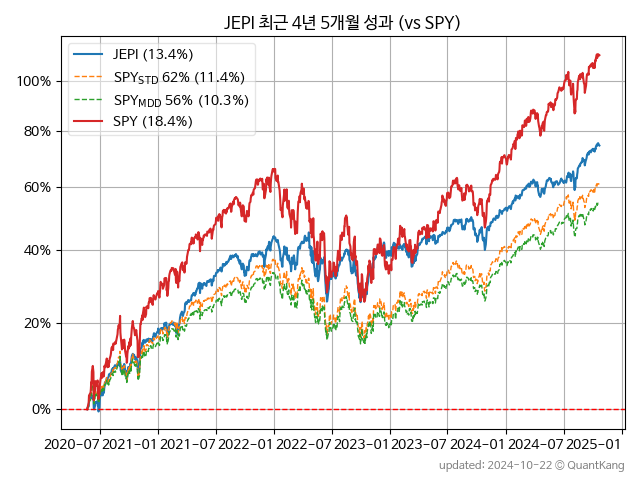 JEPI 최근 4년 5개월 성과 (vs SPY)
JEPI (13.4%)
SPY_STD 62% (11.4%)
SPY_MDD 56% (10.3%)
SPY (18.4%)
100%
80%
60%
40%
20%
0%
2020-07 2021-01 2021-07 2022-01 2022-07 2023-01 2023-07 2024-01 2024-07 2025-01
updated: 2024-10-22 © QuantKang